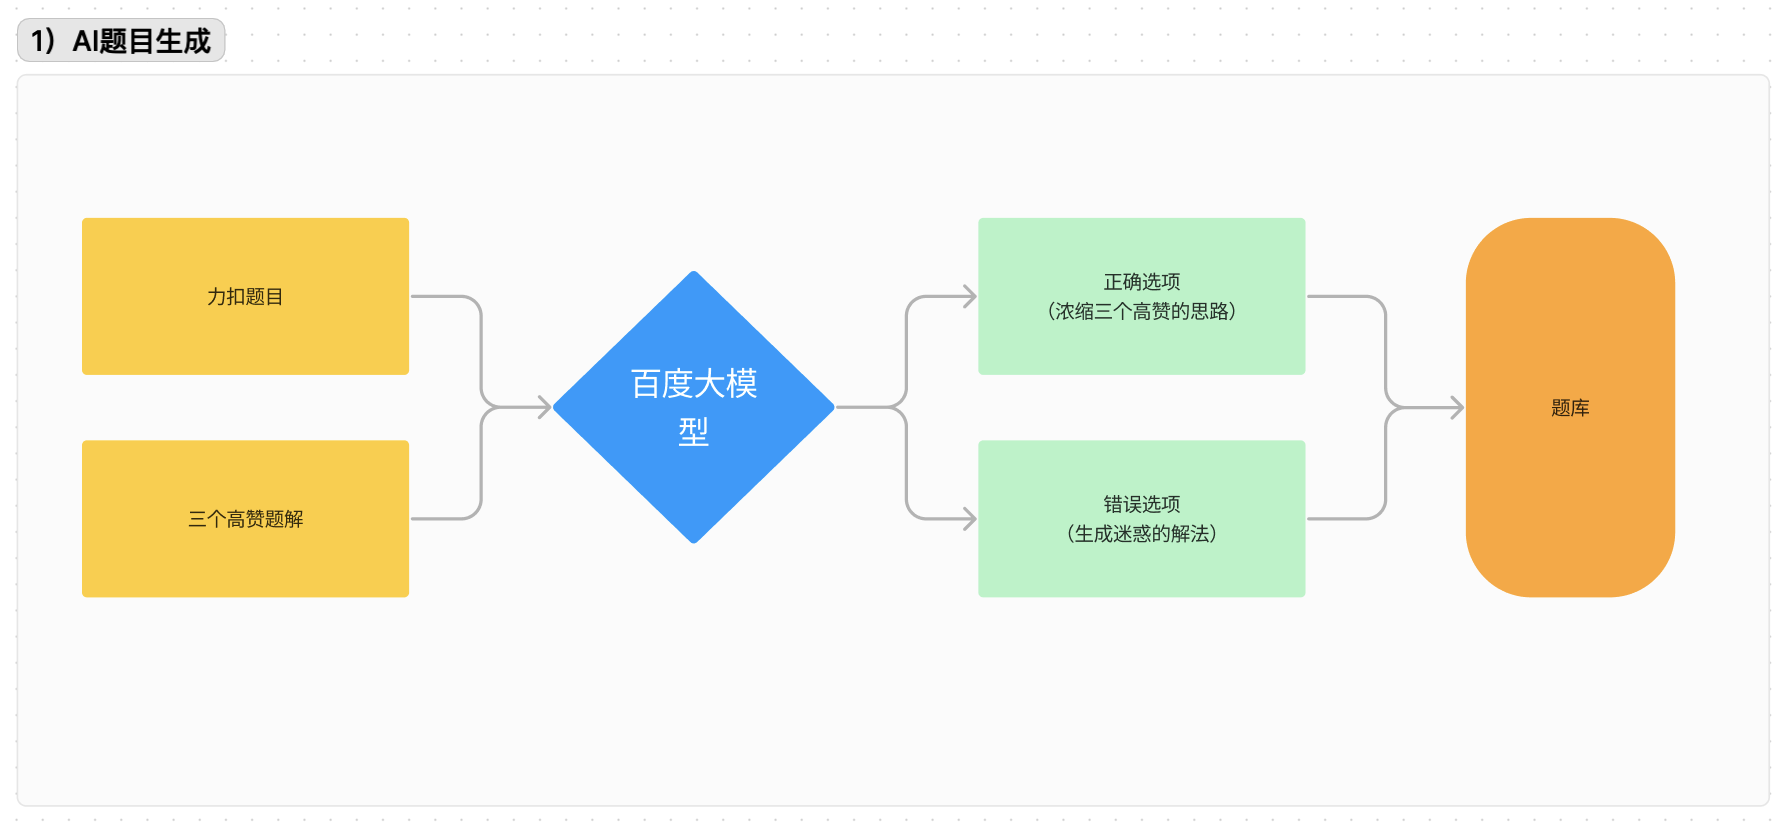 1）AI题目生成
力扣题目
三个高赞题解
百度大模
型
正确选项
（浓缩三个高赞的思路）
错误选项
（生成迷惑的解法）
题库